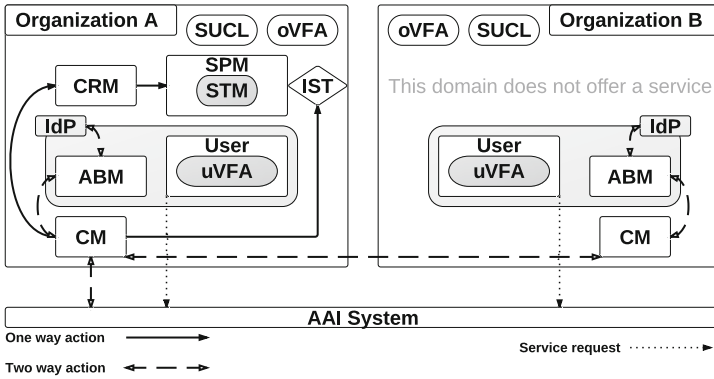 Organization A
SUCL
oVFA
oVFA
SUCL
Organization B
CRM
SPM
STM
IST
This domain does not offer a service
IdP
ABM
User
uVFA
CM
User
uVFA
IdP
ABM
CM
AAI System
One way action
Two way action
Service request